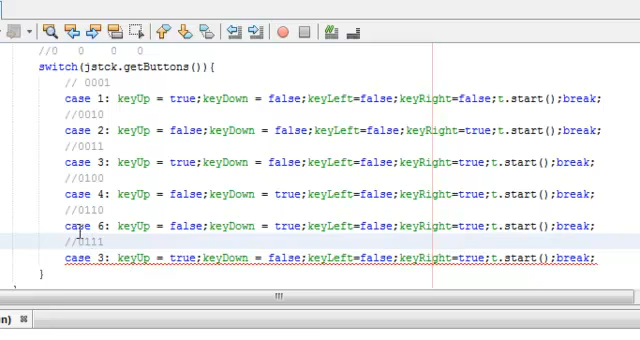 //0 0 0 0
switch(jstck.getButtons()){
// 0001
case 1: keyUp = true;keyDown = false;keyLeft=false;keyRight=false;t.start();break;
//0010
case 2: keyUp = false;keyDown = false;keyLeft=false;keyRight=true;t.start();break;
//0011
case 3: keyUp = true;keyDown = false;keyLeft=false;keyRight=true;t.start();break;
//0100
case 4: keyUp = false;keyDown = true;keyLeft=false;keyRight=true;t.start();break;
//0110
case 6: keyUp = false;keyDown = true;keyLeft=false;keyRight=true;t.start();break;
//0111
case 3: keyUp = true;keyDown = false;keyLeft=false;keyRight=true;t.start();break;
}
n)